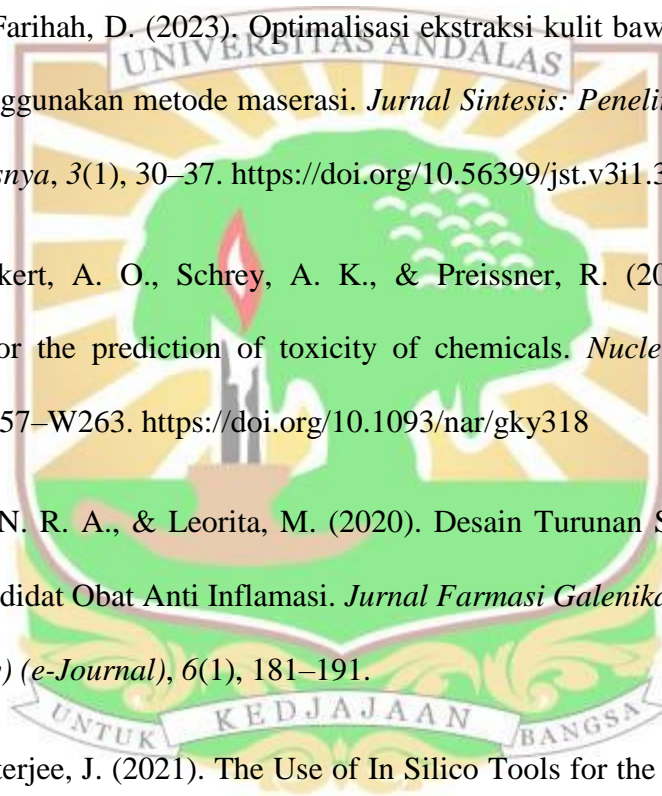 Farihah, D. (2023). Optimalisasi ekstraksi kulit baw
UNIVERSITAS ANDALAS
ggunakan metode maserasi. Jurnal Sintesis: Penelit
snya, 3(1), 30–37. https://doi.org/10.56399/jst.v3i1.3
kert, A. O., Schrey, A. K., & Preissner, R. (20
or the prediction of toxicity of chemicals. Nucle
57–W263. https://doi.org/10.1093/nar/gky318
N. R. A., & Leorita, M. (2020). Desain Turunan S
didat Obat Anti Inflamasi. Jurnal Farmasi Galenika
) (e-Journal), 6(1), 181–191.
UNTUK KEDJAJAAN BANGSA
terjee, J. (2021). The Use of In Silico Tools for the